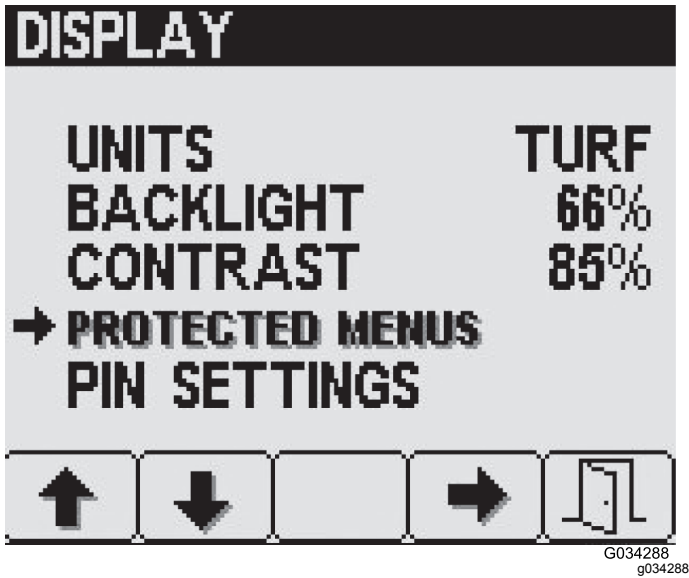 DISPLAY
UNITS TURF
BACKLIGHT 66%
CONTRAST 85%
PROTECTED MENUS
PIN SETTINGS
G034288
g034288